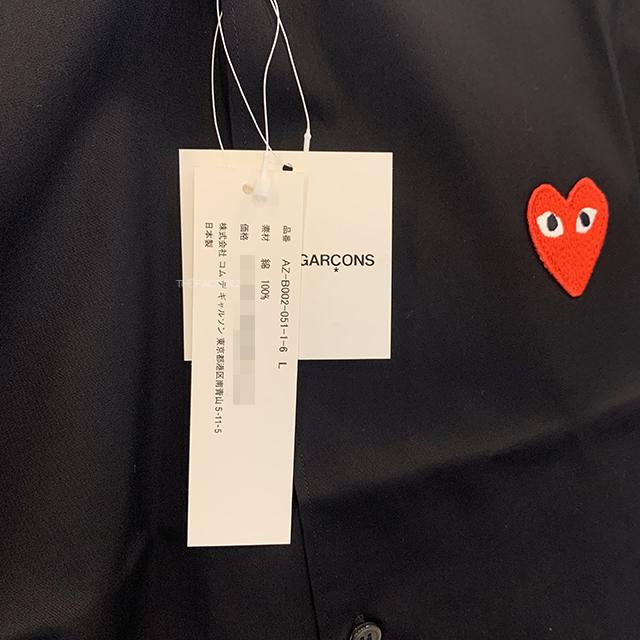 GARÇONS
*
品番 AZ-B002-051-1-6 L
素材 綿 100%
価格
株式会社 コム デ ギャルソン 東京都港区南青山 5-11-5
日本製